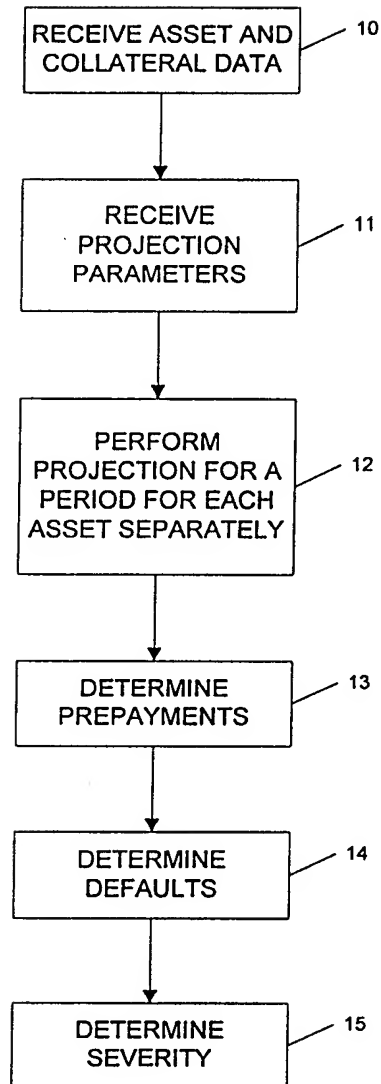 RECEIVE ASSET AND
COLLATERAL DATA
10
RECEIVE
PROJECTION
PARAMETERS
11
PERFORM
PROJECTION FOR A
PERIOD FOR EACH
ASSET SEPARATELY
12
DETERMINE
PREPAYMENTS
13
DETERMINE
DEFAULTS
14
DETERMINE
SEVERITY
15